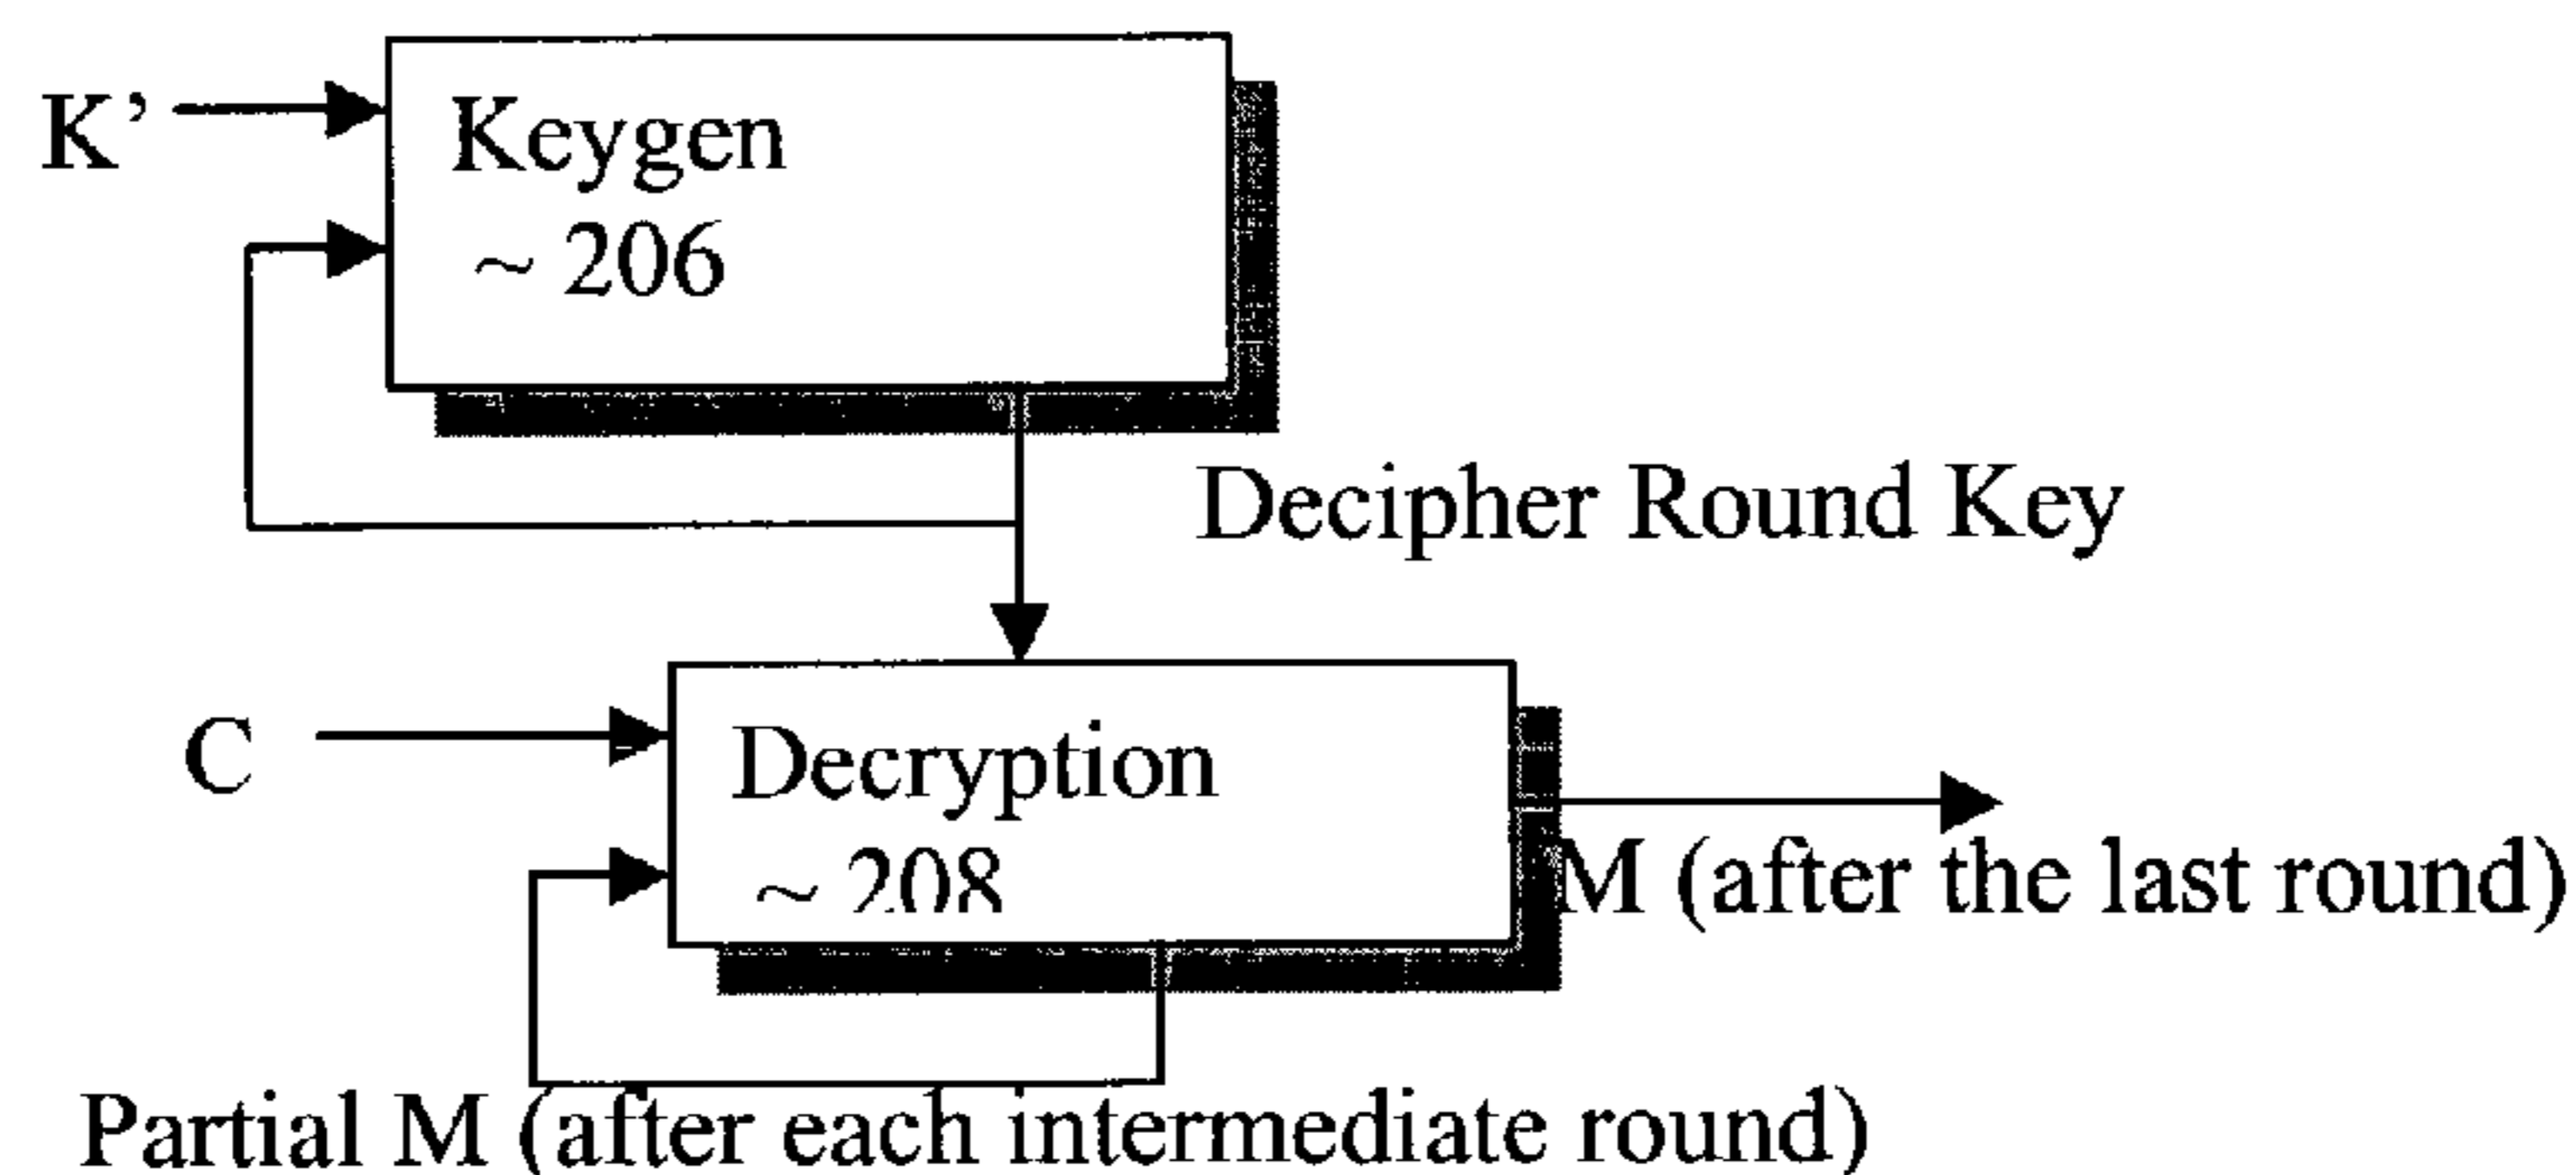 K’
Keygen
~ 206
Decipher Round Key
C
Decryption
~ 208
M (after the last round)
Partial M (after each intermediate round)